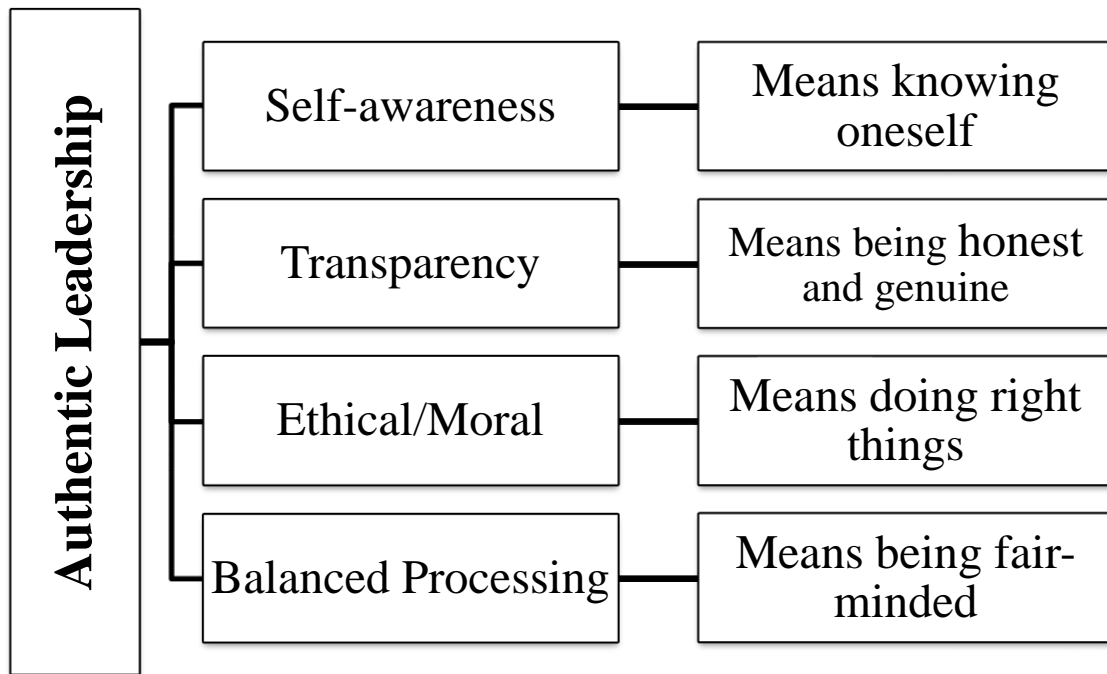 Authentic Leadership
Self-awareness
Means knowing
oneself
Transparency
Means being honest
and genuine
Ethical/Moral
Means doing right
things
Balanced Processing
Means being fair-
minded